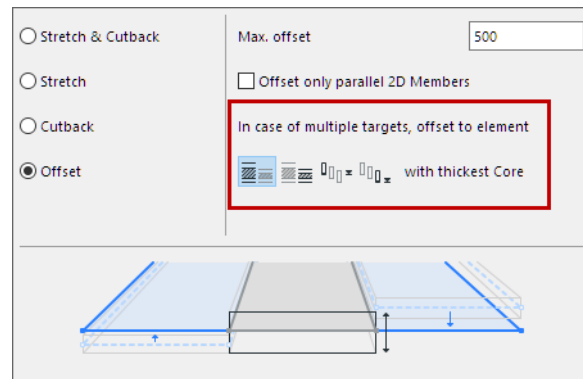 Stretch & Cutback
Max. offset
500
Stretch
Offset only parallel 2D Members
Cutback
In case of multiple targets, offset to element
Offset
with thickest Core